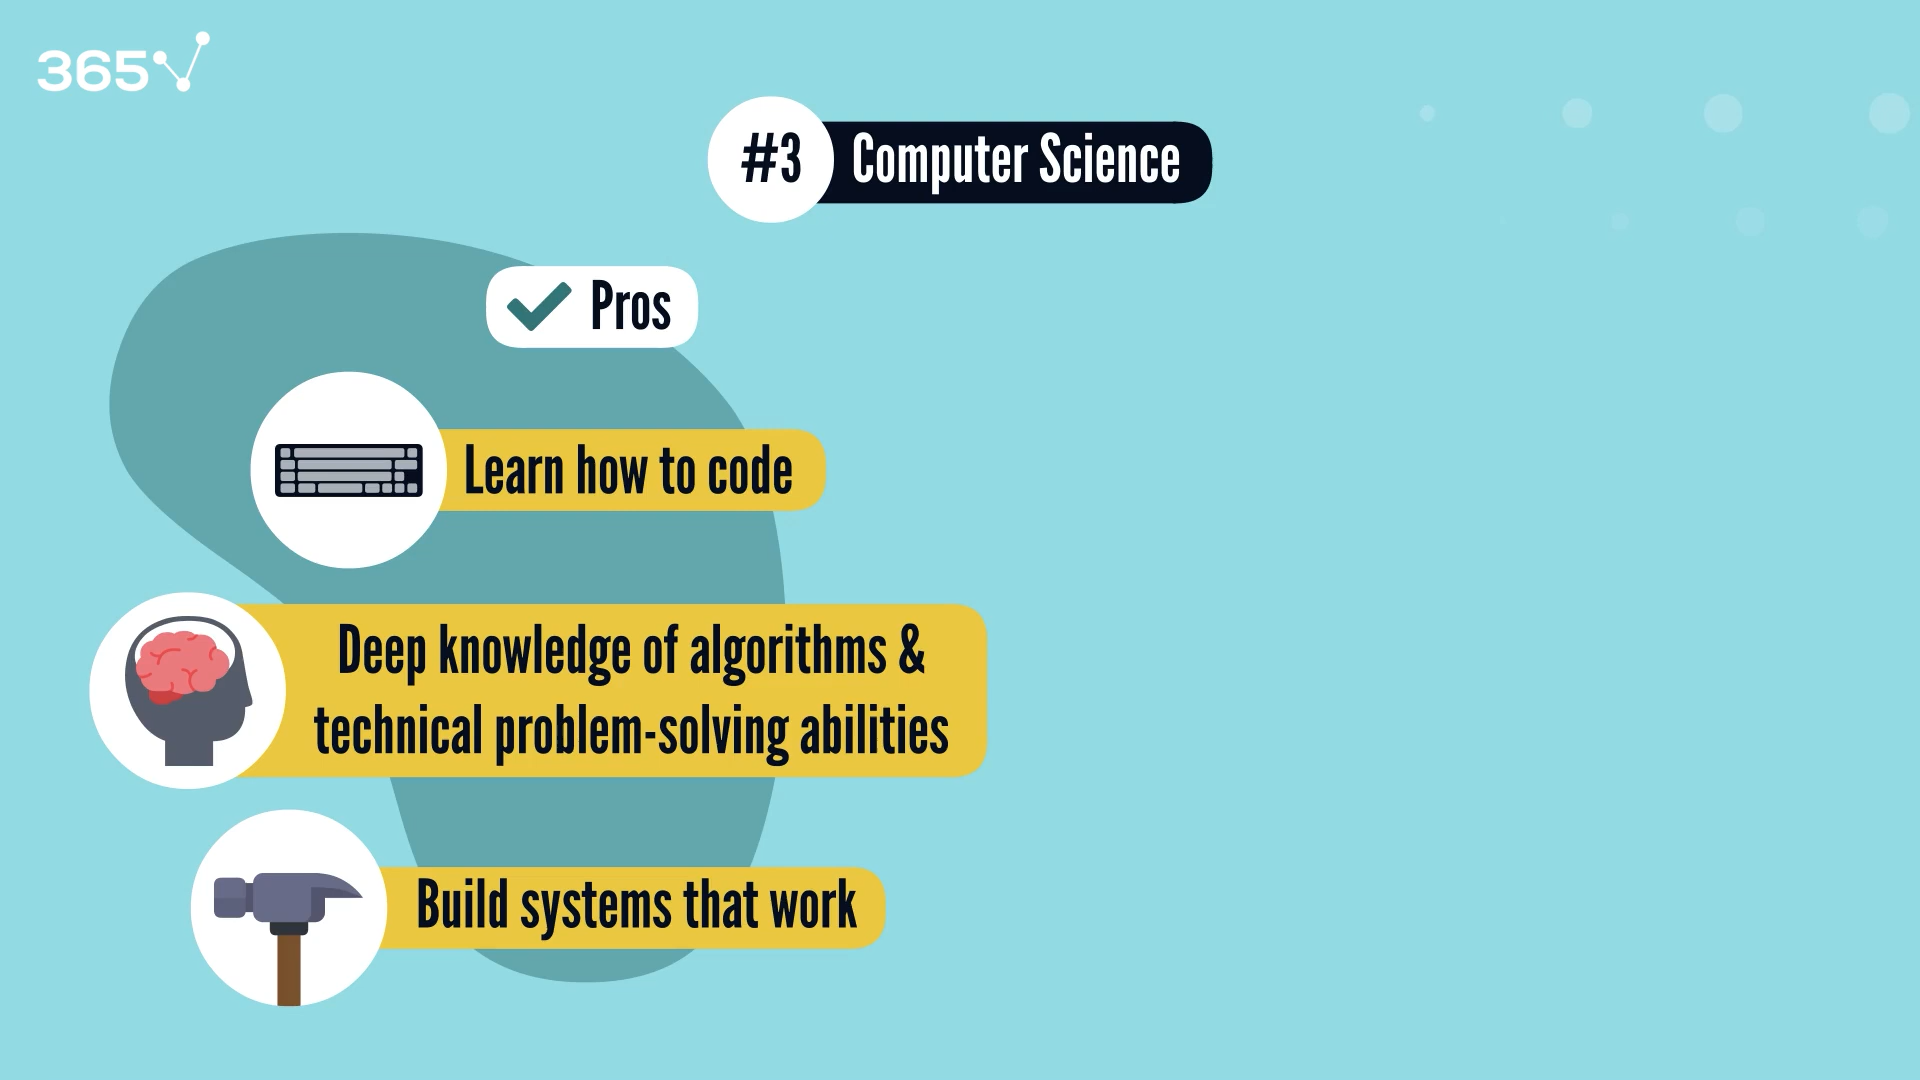 365
#3 Computer Science
Pros
Learn how to code
Deep knowledge of algorithms &
technical problem-solving abilities
Build systems that work